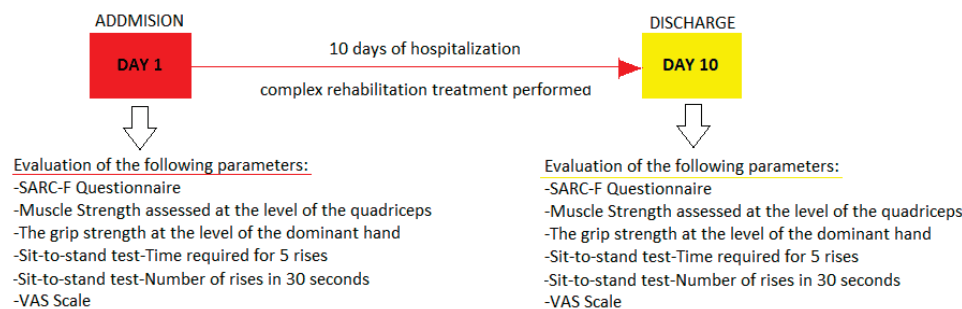 ADDMISION
DISCHARGE
DAY 1
10 days of hospitalization
complex rehabilitation treatment performed
DAY 10
Evaluation of the following parameters:
-SARC-F Questionnaire
-Muscle Strength assessed at the level of the quadriceps
-The grip strength at the level of the dominant hand
-Sit-to-stand test-Time required for 5 rises
-Sit-to-stand test-Number of rises in 30 seconds
-VAS Scale
Evaluation of the following parameters:
-SARC-F Questionnaire
-Muscle Strength assessed at the level of the quadriceps
-The grip strength at the level of the dominant hand
-Sit-to-stand test-Time required for 5 rises
-Sit-to-stand test-Number of rises in 30 seconds
-VAS Scale